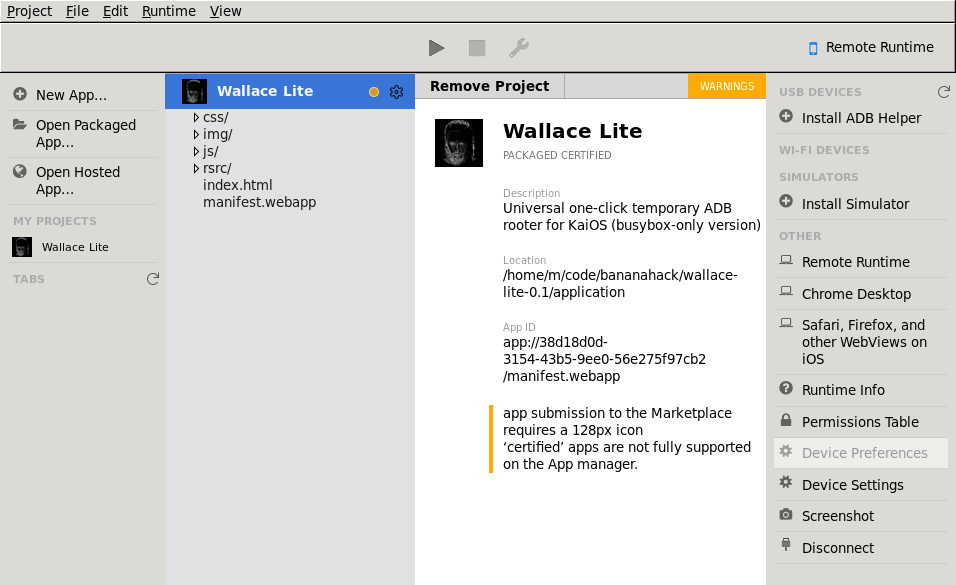 Project File Edit Runtime View
Remote Runtime
New App...
Open Packaged
App...
Open Hosted
App...
MY PROJECTS
Wallace Lite
TABS
Wallace Lite
css/
img/
js/
rsrc/
index.html
manifest.webapp
Remove Project
WARNINGS
Wallace Lite
PACKAGED CERTIFIED
Description
Universal one-click temporary ADB
rooter for KaiOS (busybox-only version)
Location
/home/m/code/bananahack/wallace-
lite-0.1/application
App ID
app://38d18d0d-
3154-43b5-9ee0-56e275f97cb2
/manifest.webapp
app submission to the Marketplace
requires a 128px icon
‘certified’ apps are not fully supported
on the App manager.
USB DEVICES
Install ADB Helper
WI-FI DEVICES
SIMULATORS
Install Simulator
OTHER
Remote Runtime
Chrome Desktop
Safari, Firefox, and
other WebViews on
iOS
Runtime Info
Permissions Table
Device Preferences
Device Settings
Screenshot
Disconnect